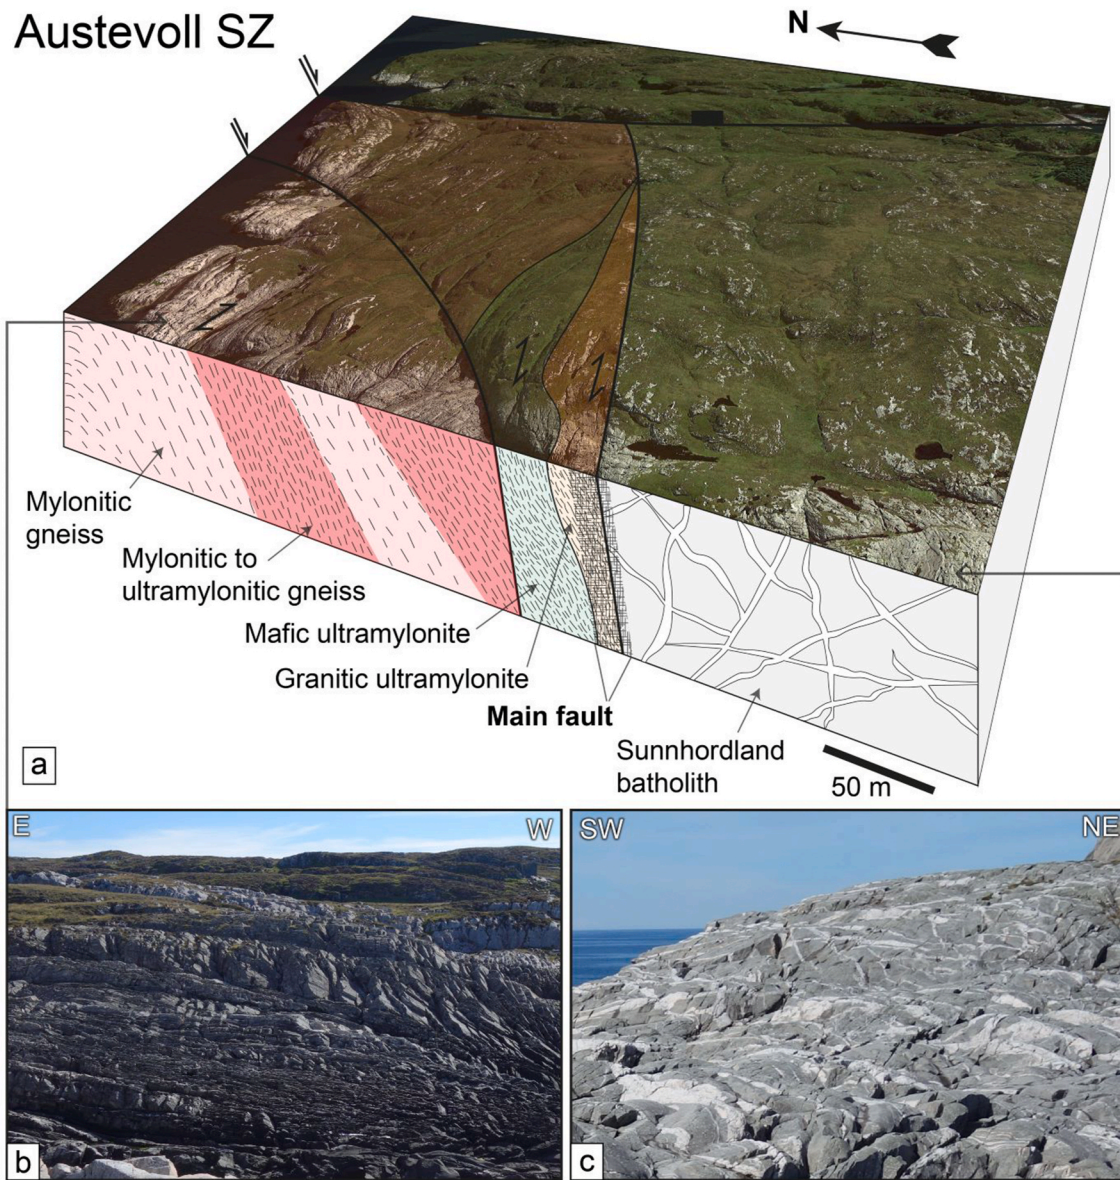 Austevoll SZ
N
Mylonitic
gneiss
Mylonitic to
ultramylonitic gneiss
Mafic ultramylonite
Granitic ultramylonite
Main fault
Sunnhordland
batholith
50 m
a
E
W
SW
NE
b
c